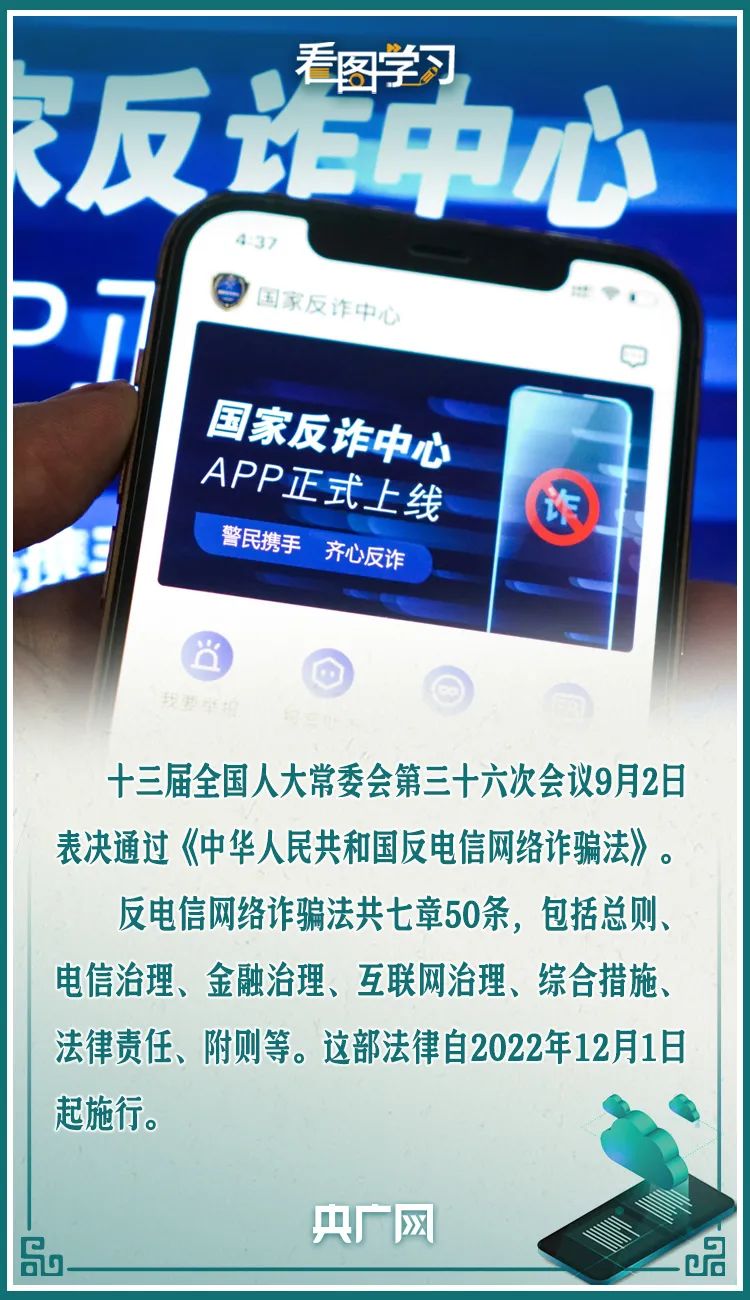 看图学习
家反诈中心
P正
4:37
国家反诈中心
国家反诈中心
APP正式上线
警民携手 齐心反诈
诈
我要举报
十三届全国人大常委会第三十六次会议9月2日
表决通过《中华人民共和国反电信网络诈骗法》。
反电信网络诈骗法共七章50条，包括总则、
电信治理、金融治理、互联网治理、综合措施、
法律责任、附则等。这部法律自2022年12月1日
起施行。
央广网